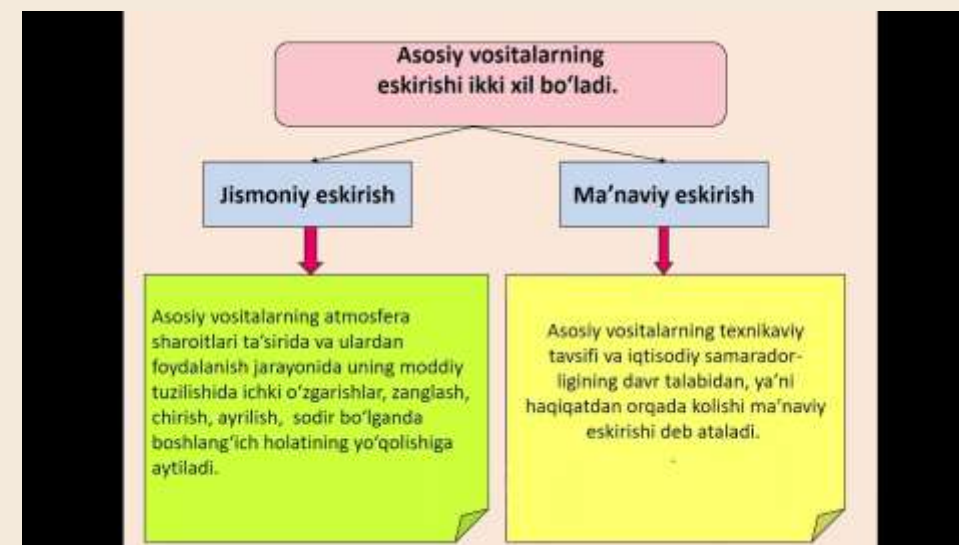 Asosiy vositalarning
eskirishi ikki xil bo‘ladi.
Jismoniy eskirish
Ma’naviy eskirish
Asosiy vositalarning atmosfera
sharoitlari ta’sirida va ulardan
foydalanish jarayonida uning moddiy
tuzilishida ichki o‘zgarishlar, zanglash,
chirish, ayrilish, sodir bo‘lganda
boshlang‘ich holatining yo‘qolishiga
aytiladi.
Asosiy vositalarning texnikaviy
tavsifi va iqtisodiy samarador-
ligining davr talabidan, ya’ni
haqiqatdan orqada kolishi ma’naviy
eskirishi deb ataladi.